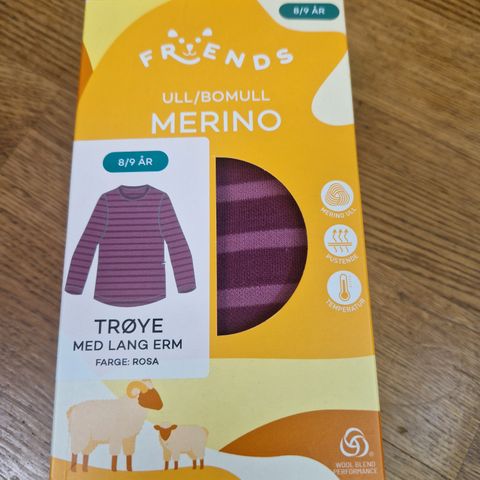 8/9 ÅR
FRIENDS
ULL/BOMULL
MERINO
8/9 ÅR
TRØYE
MED LANG ERM
FARGE: ROSA
MERINO ULL
PUSTENDE
TEMPERATUR
WOOL BLEND
PERFORMANCE